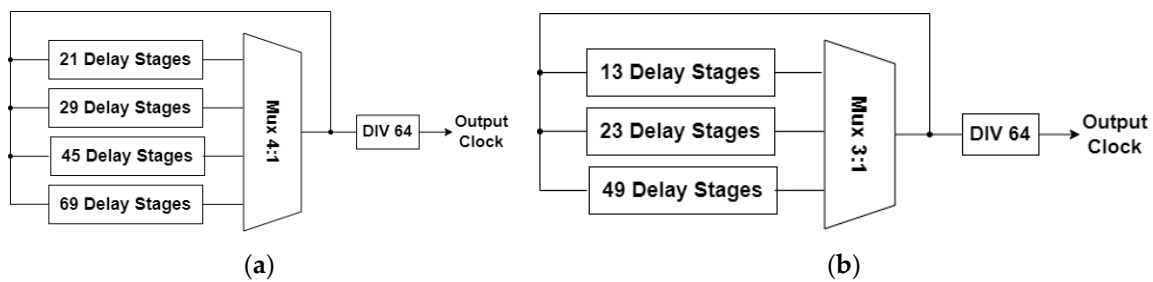 21 Delay Stages
29 Delay Stages
45 Delay Stages
69 Delay Stages
Mux 4:1
DIV 64
Output
Clock
(a)
13 Delay Stages
23 Delay Stages
49 Delay Stages
Mux 3:1
DIV 64
Output
Clock
(b)